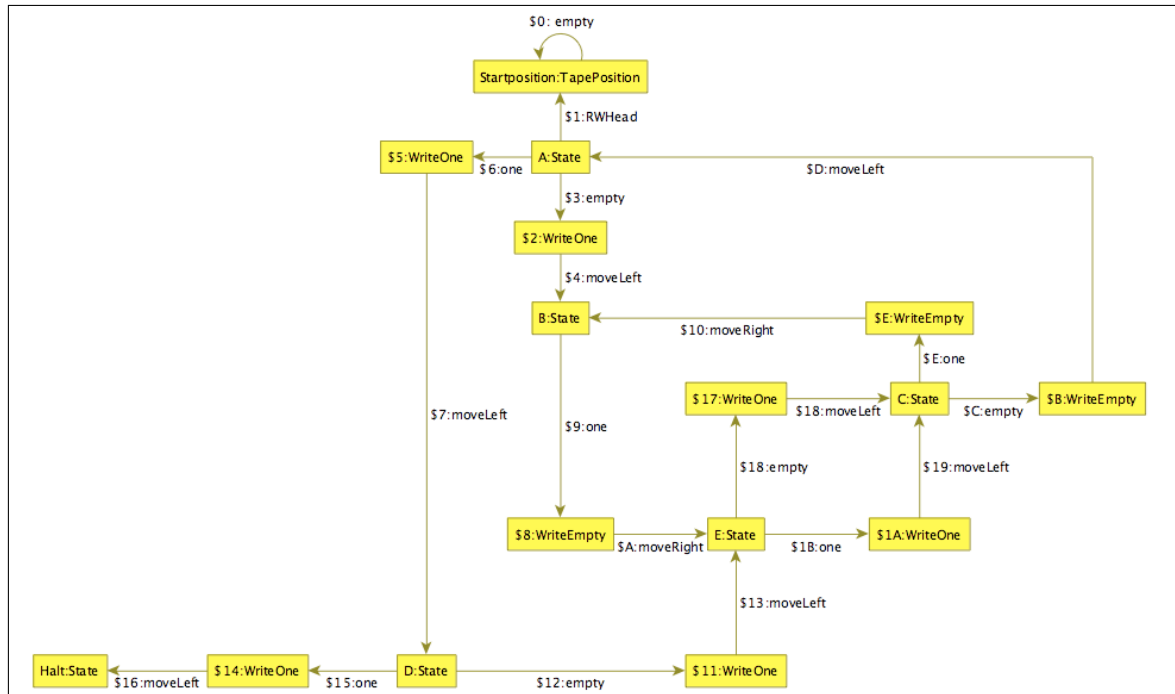 $0: empty
Startposition:TapePosition
$1:RWHead
$5:WriteOne
$6:one
A:State
$D:moveLeft
$3:empty
$2:WriteOne
$4:moveLeft
B:State
$E:WriteEmpty
$10:moveRight
$E:one
$7:moveLeft
$17:WriteOne
$18:moveLeft
C:State
$C:empty
$B:WriteEmpty
$9:one
$18:empty
$19:moveLeft
$8:WriteEmpty
$A:moveRight
E:State
$1B:one
$1A:WriteOne
$13:moveLeft
Halt:State
$16:moveLeft
$14:WriteOne
$15:one
D:State
$12:empty
$11:WriteOne